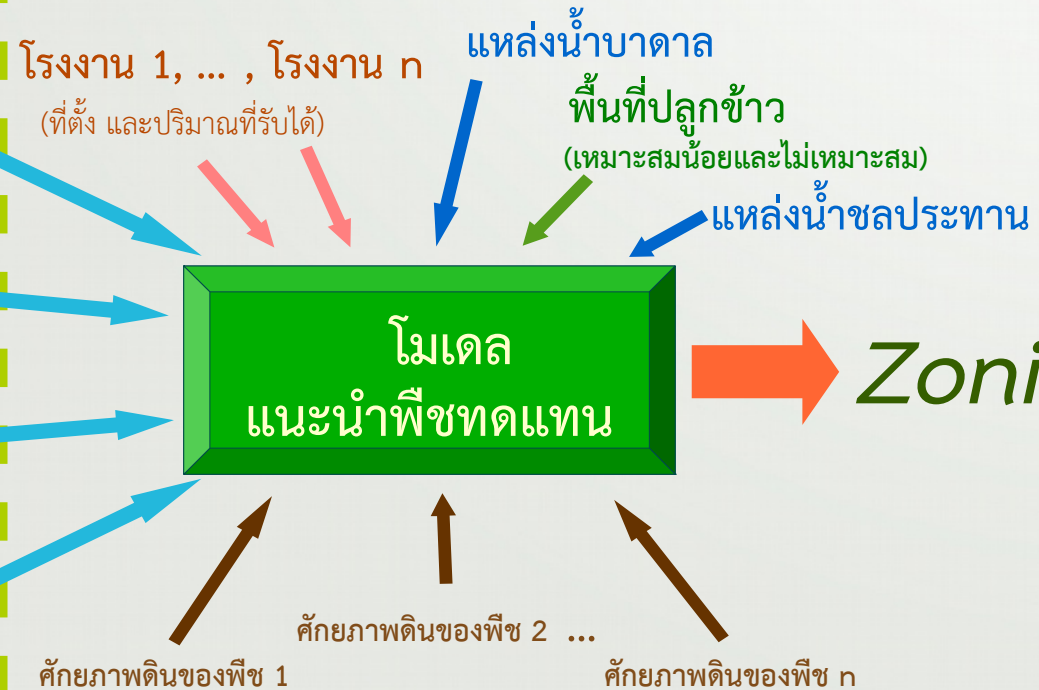 โรงงาน 1, ... , โรงงาน n
(ที่ตั้ง และปริมาณที่รับได้)
แหล่งน้ำบาดาล
พื้นที่ปลูกข้าว
(เหมาะสมน้อยและไม่เหมาะสม)
แหล่งน้ำชลประทาน
โมเดล
แนะนำพืชทดแทน
Zoni
ศักยภาพดินของพืช 2 ...
ศักยภาพดินของพืช 1
ศักยภาพดินของพืช n